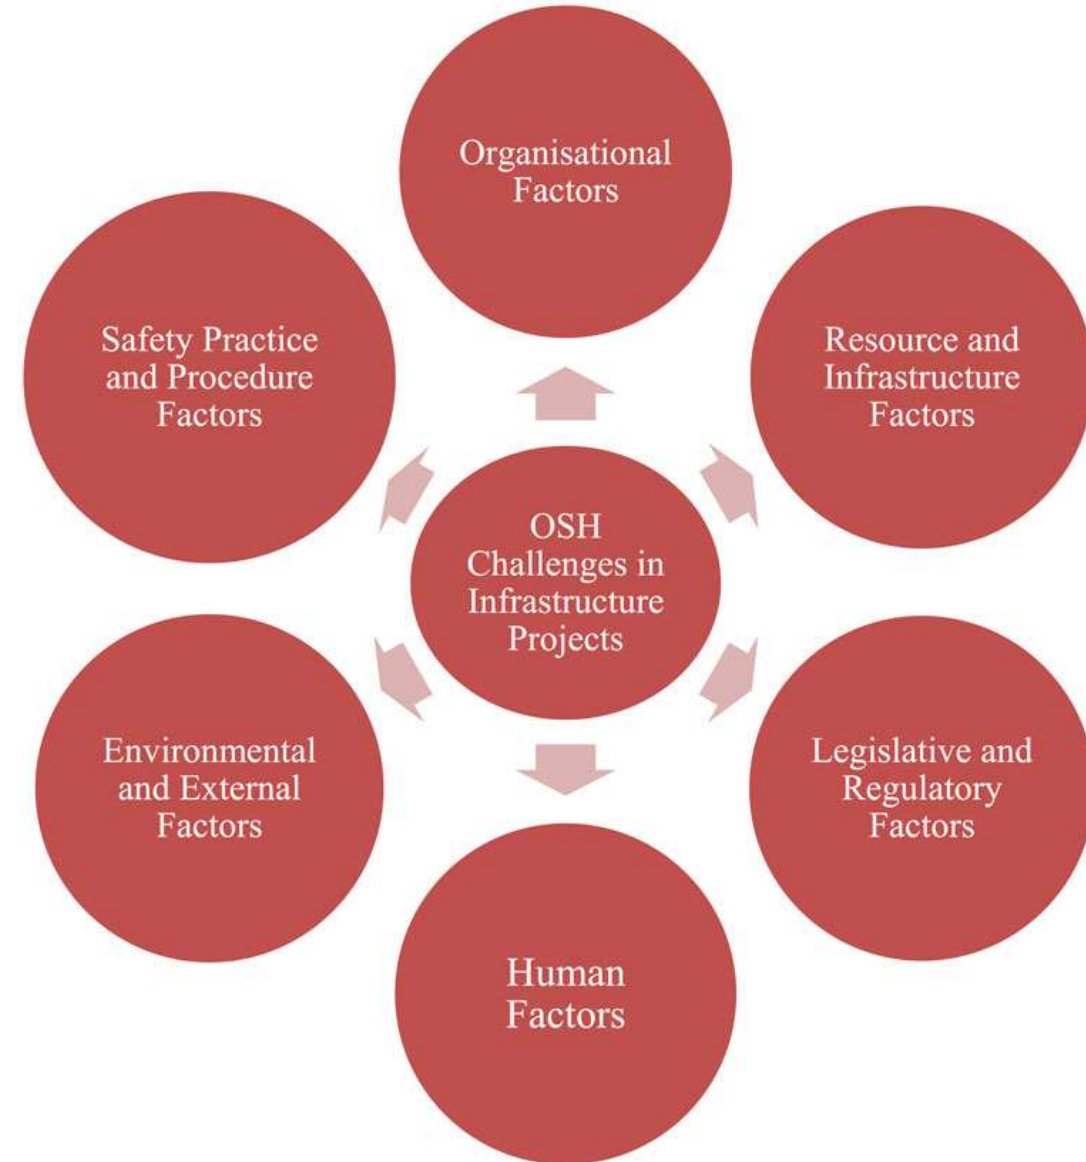 Organisational
Factors
Safety Practice
and Procedure
Factors
Resource and
Infrastructure
Factors
OSH
Challenges in
Infrastructure
Projects
Environmental
and External
Factors
Legislative and
Regulatory
Factors
Human
Factors